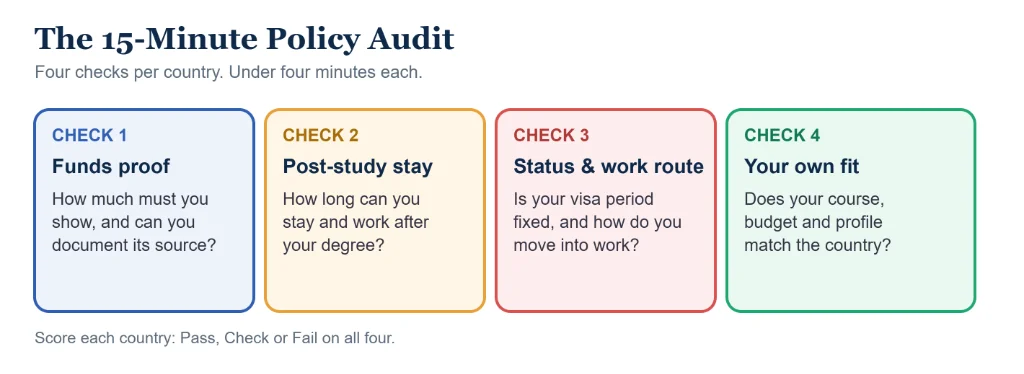 The 15-Minute Policy Audit
Four checks per country. Under four minutes each.
CHECK 1
Funds proof
How much must you
show, and can you
document its source?
CHECK 2
Post-study stay
How long can you
stay and work after
your degree?
CHECK 3
Status & work route
Is your visa period
fixed, and how do you
move into work?
CHECK 4
Your own fit
Does your course,
budget and profile
match the country?
Score each country: Pass, Check or Fail on all four.